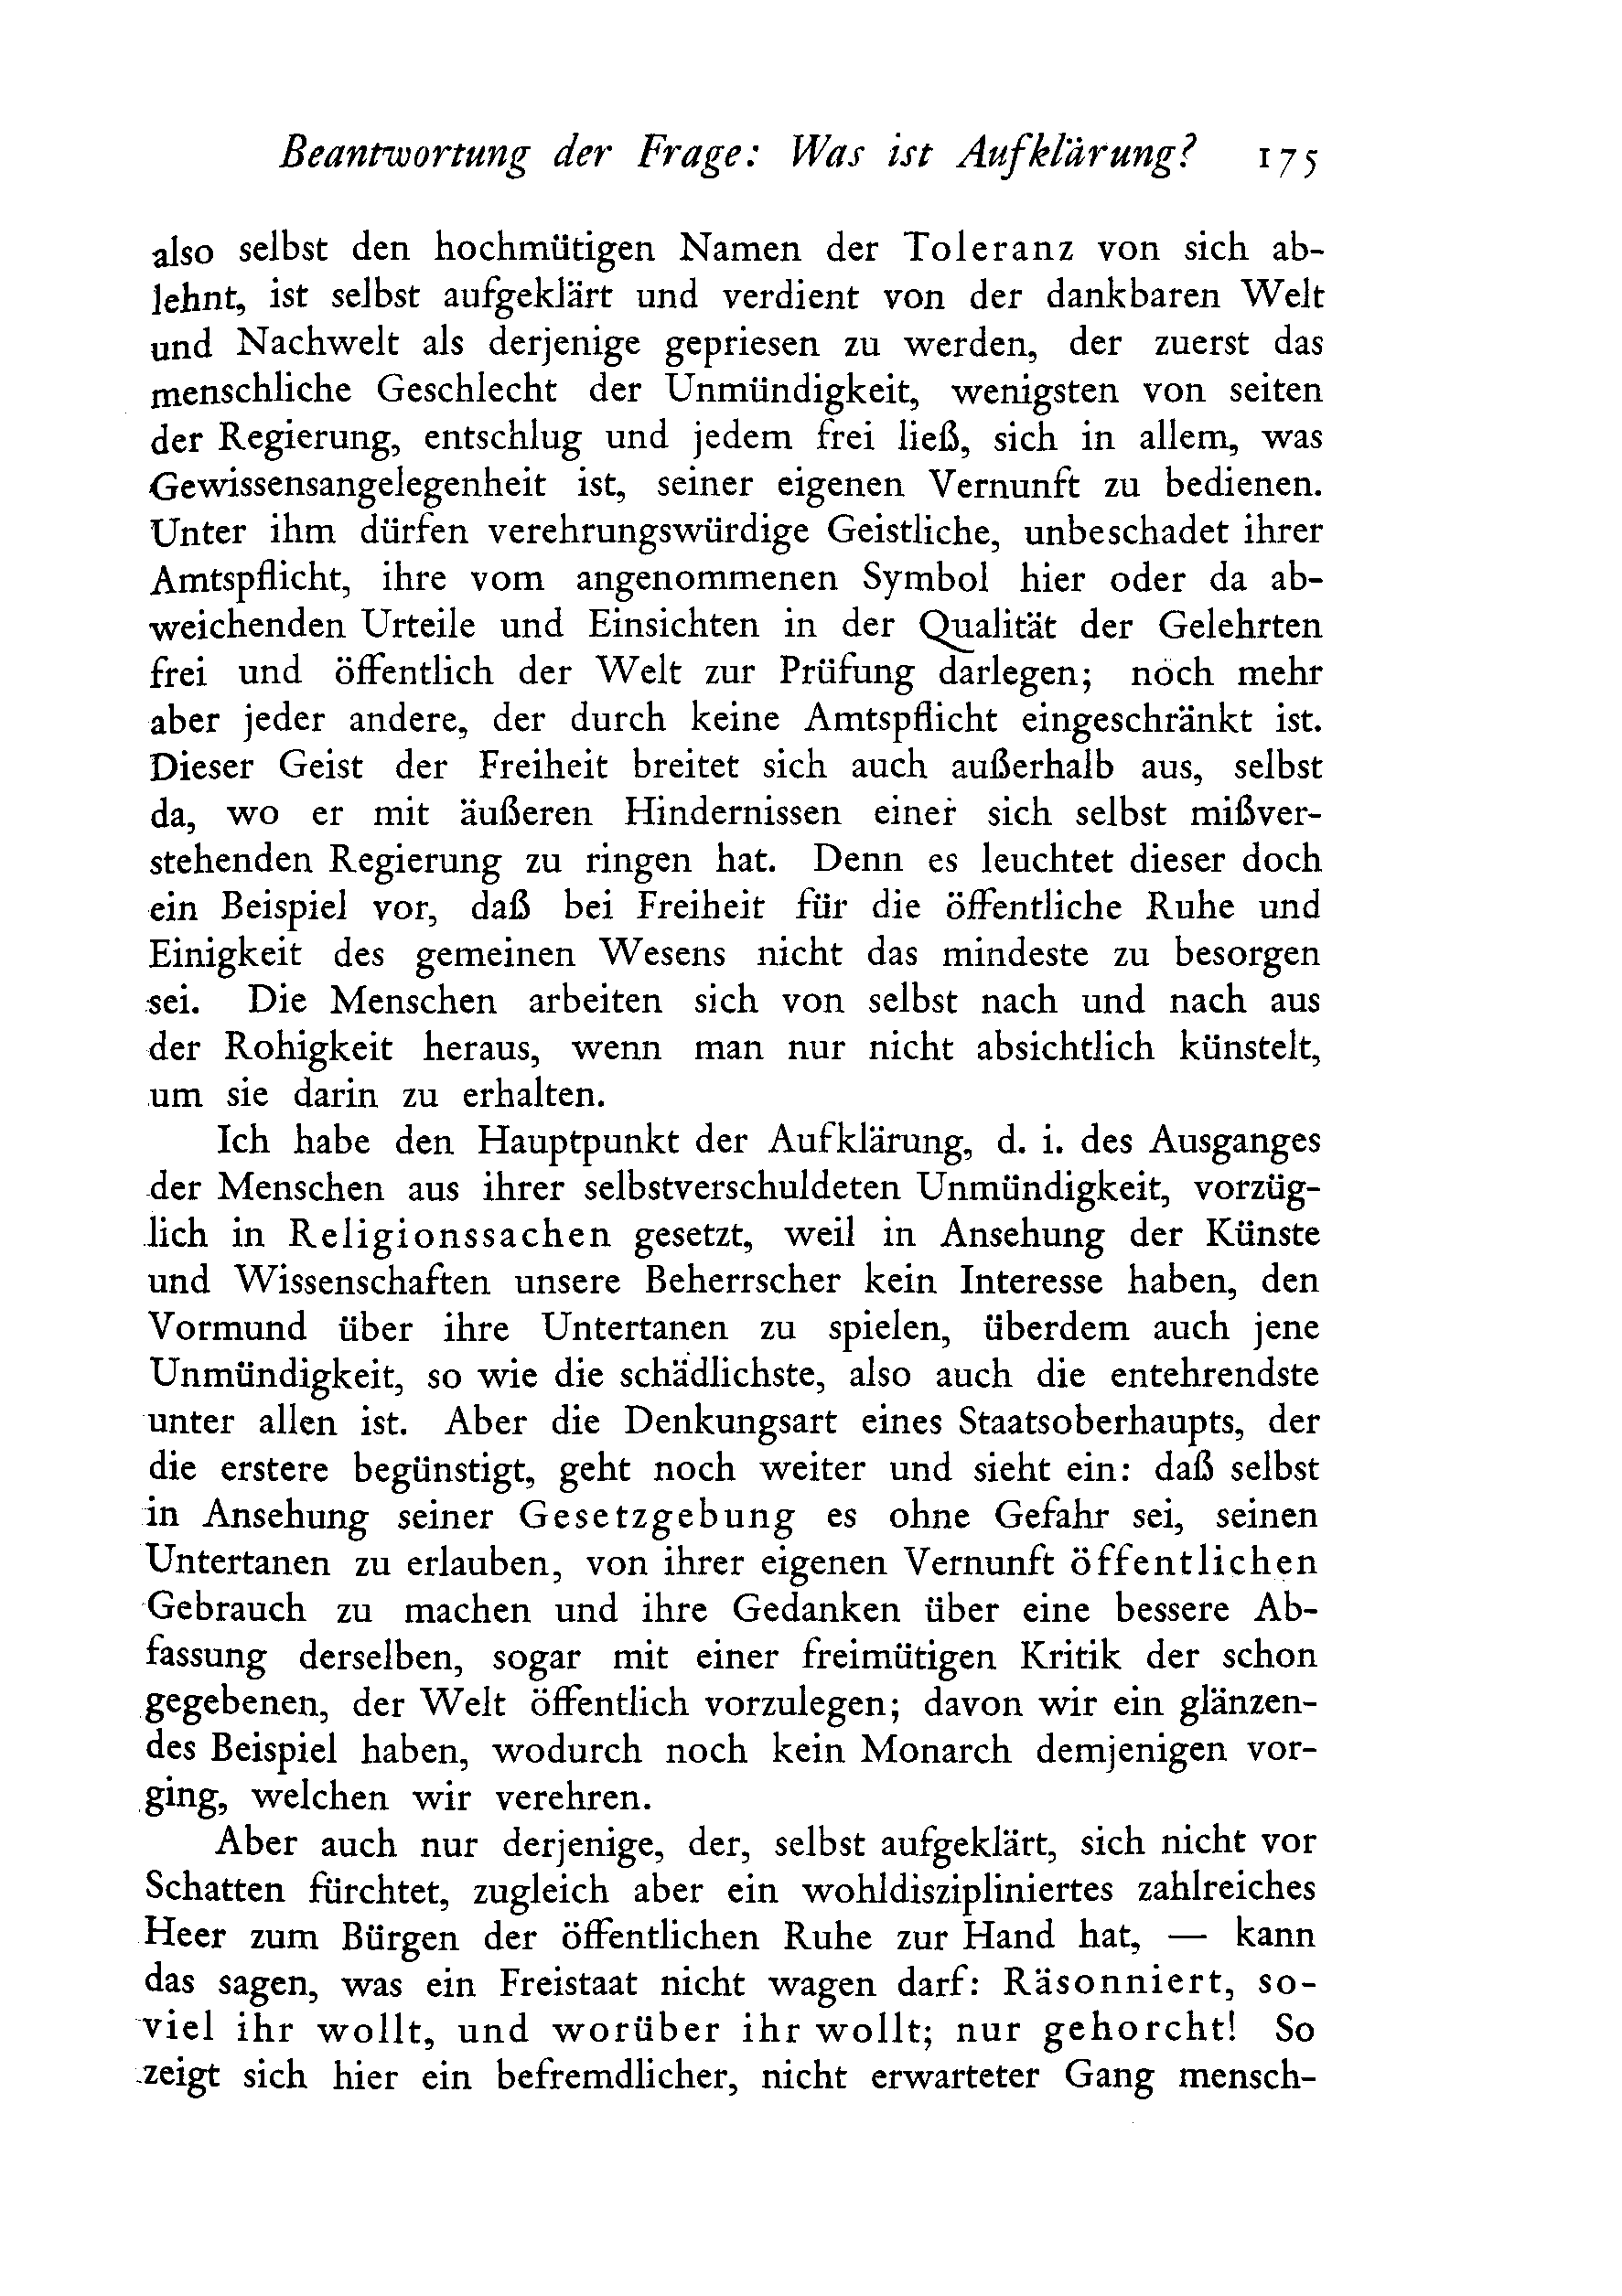 Beantwortung der Frage: Was ist Aufklärung? 175
also selbst den hochmütigen Namen der Toleranz von sich ab-
lehnt, ist selbst aufgeklärt und verdient von der dankbaren Welt
und Nachwelt als derjenige gepriesen zu werden, der zuerst das
menschliche Geschlecht der Unmündigkeit, wenigsten von seiten
der Regierung, entschlug und jedem frei ließ, sich in allem, was
Gewissensangelegenheit ist, seiner eigenen Vernunft zu bedienen.
Unter ihm dürfen verehrungswürdige Geistliche, unbeschadet ihrer
Amtspflicht, ihre vom angenommenen Symbol hier oder da ab-
weichenden Urteile und Einsichten in der Qualität der Gelehrten
frei und öffentlich der Welt zur Prüfung darlegen; noch mehr
aber jeder andere, der durch keine Amtspflicht eingeschränkt ist.
Dieser Geist der Freiheit breitet sich auch außerhalb aus, selbst
da, wo er mit äußeren Hindernissen einer sich selbst mißver-
stehenden Regierung zu ringen hat. Denn es leuchtet dieser doch
ein Beispiel vor, daß bei Freiheit für die öffentliche Ruhe und
Einigkeit des gemeinen Wesens nicht das mindeste zu besorgen
sei. Die Menschen arbeiten sich von selbst nach und nach aus
der Rohigkeit heraus, wenn man nur nicht absichtlich künstelt,
um sie darin zu erhalten.
Ich habe den Hauptpunkt der Aufklärung, d. i. des Ausganges
der Menschen aus ihrer selbstverschuldeten Unmündigkeit, vorzüg-
lich in Religionssachen gesetzt, weil in Ansehung der Künste
und Wissenschaften unsere Beherrscher kein Interesse haben, den
Vormund über ihre Untertanen zu spielen, überdem auch jene
Unmündigkeit, so wie die schädlichste, also auch die entehrendste
unter allen ist. Aber die Denkungsart eines Staatsoberhaupts, der
die erstere begünstigt, geht noch weiter und sieht ein: daß selbst
in Ansehung seiner Gesetzgebung es ohne Gefahr sei, seinen
Untertanen zu erlauben, von ihrer eigenen Vernunft öffentlichen
Gebrauch zu machen und ihre Gedanken über eine bessere Ab-
fassung derselben, sogar mit einer freimütigen Kritik der schon
gegebenen, der Welt öffentlich vorzulegen; davon wir ein glänzen-
des Beispiel haben, wodurch noch kein Monarch demjenigen vor-
ging, welchen wir verehren.
Aber auch nur derjenige, der, selbst aufgeklärt, sich nicht vor
Schatten fürchtet, zugleich aber ein wohldiszipliniertes zahlreiches
Heer zum Bürgen der öffentlichen Ruhe zur Hand hat, — kann
das sagen, was ein Freistaat nicht wagen darf: Räsonniert, so-
viel ihr wollt, und worüber ihr wollt; nur gehorcht! So
zeigt sich hier ein befremdlicher, nicht erwarteter Gang mensch-